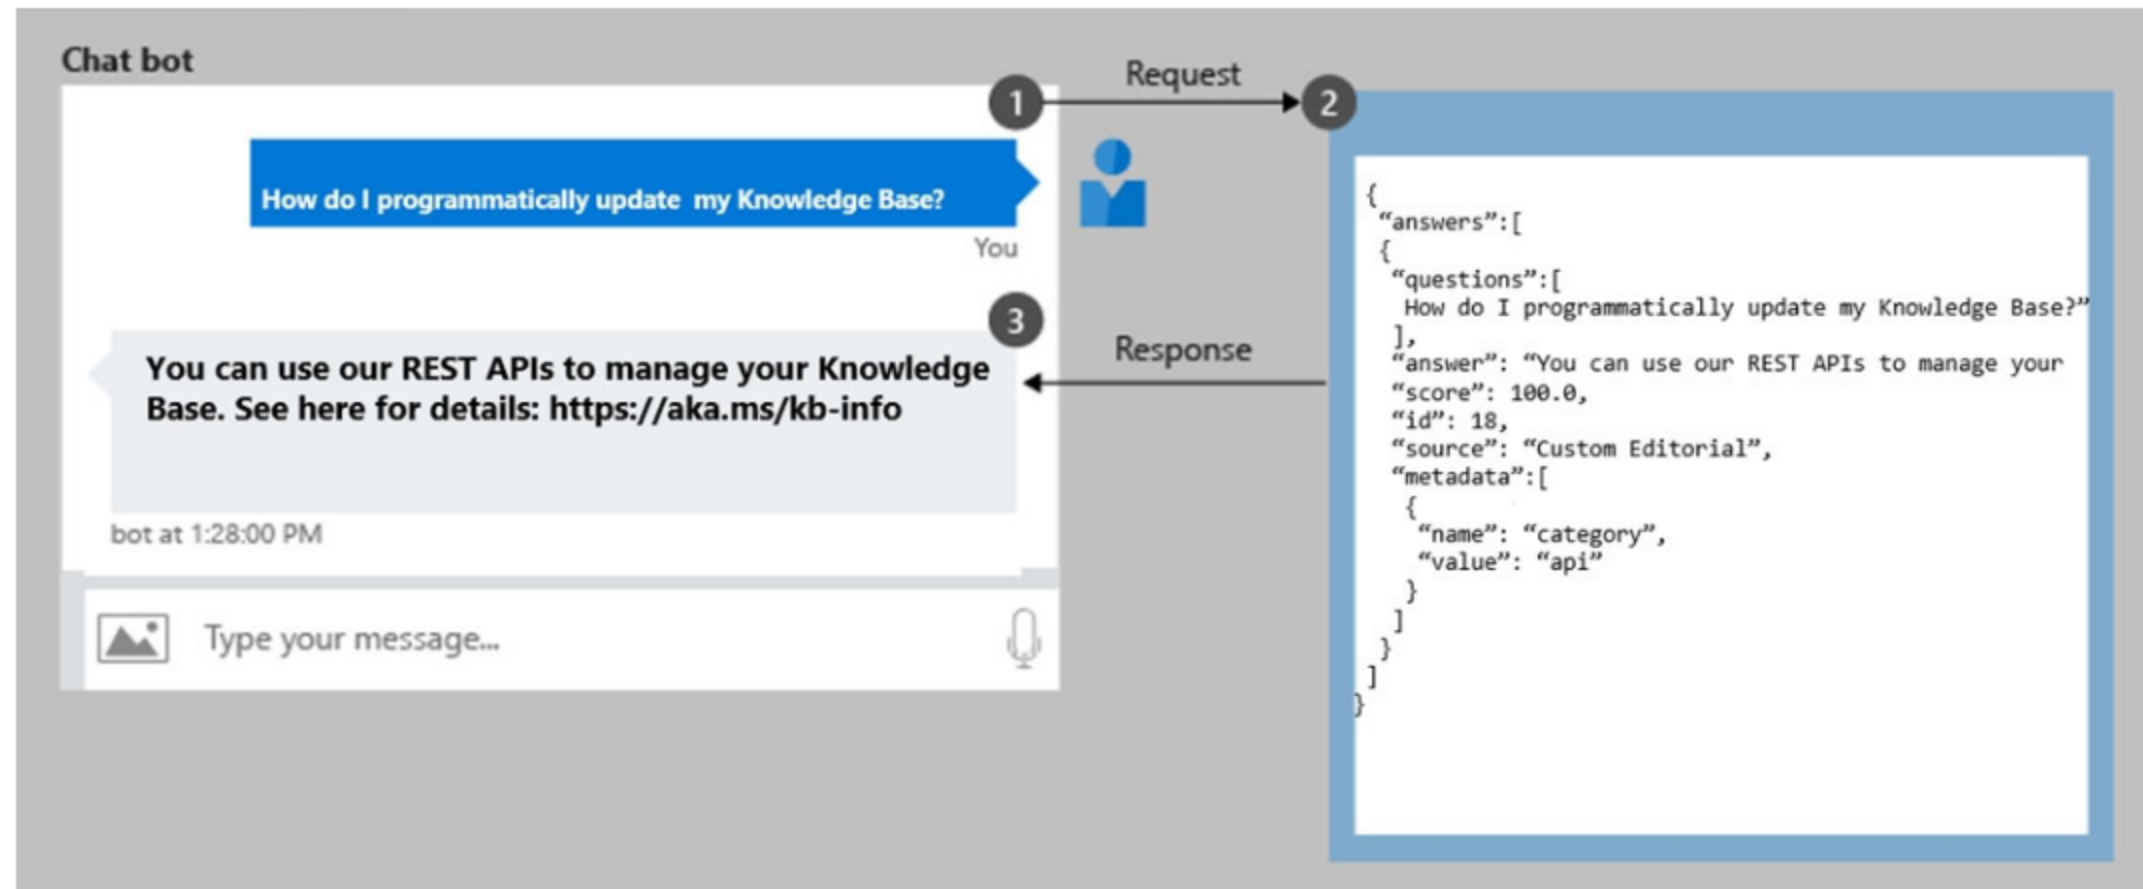 Chat bot
1
Request
2
How do I programmatically update  my Knowledge Base?
You
3
Response
You can use our REST APIs to manage your Knowledge
Base. See here for details: https://aka.ms/kb-info
bot at 1:28:00 PM
Type your message...
{
“answers”:[
{
“questions”:[
How do I programmatically update my Knowledge Base?”
],
“answer”: “You can use our REST APIs to manage your
“score”: 100.0,
“id”: 18,
“source”: “Custom Editorial”,
“metadata”:[
{
“name”: “category”,
“value”: “api”
}
]
}
]
}